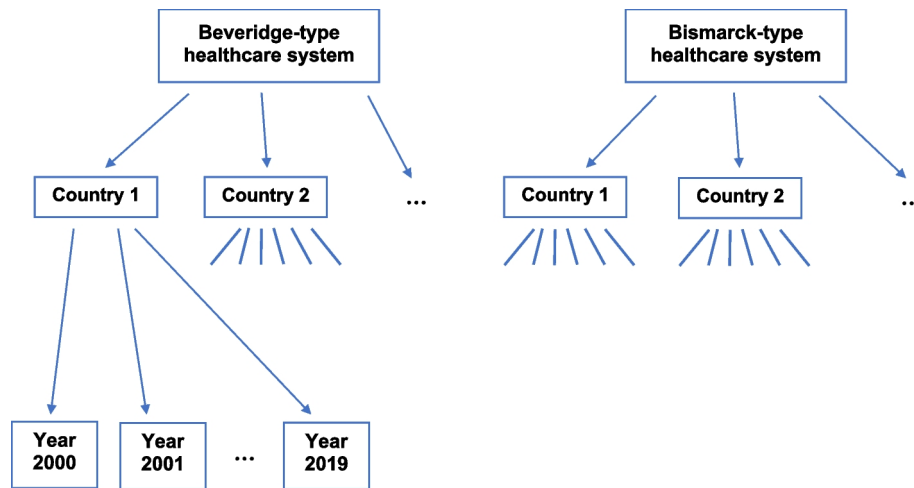 Beveridge-type
healthcare system
Bismarck-type
healthcare system
Country 1
Country 2
...
Country 1
Country 2
..
Year
2000
Year
2001
...
Year
2019